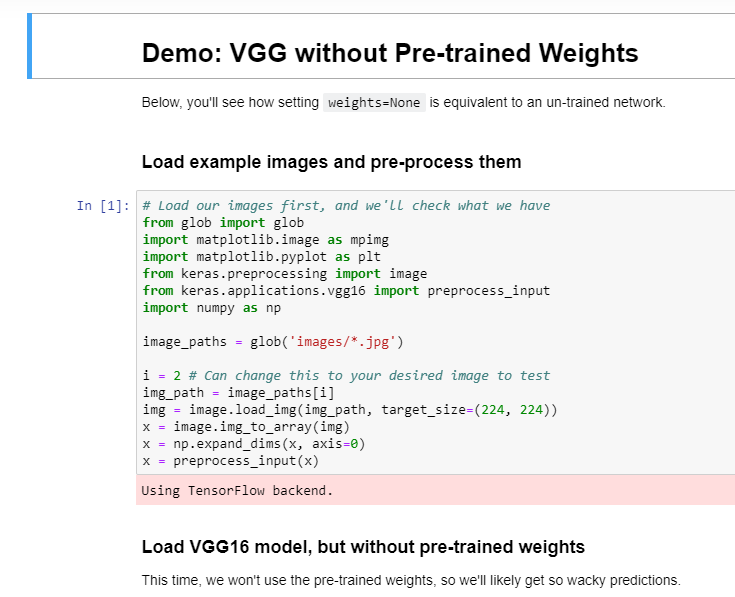 Demo: VGG without Pre-trained Weights
Below, you'll see how setting weights=None is equivalent to an un-trained network.
Load example images and pre-process them
In [1]: # Load our images first, and we'll check what we have
from glob import glob
import matplotlib.image as mpimg
import matplotlib.pyplot as plt
from keras.preprocessing import image
from keras.applications.vgg16 import preprocess_input
import numpy as np
image_paths = glob('images/*.jpg')
i = 2 # Can change this to your desired image to test
img_path = image_paths[i]
img = image.load_img(img_path, target_size=(224, 224))
x = image.img_to_array(img)
x = np.expand_dims(x, axis=0)
x = preprocess_input(x)
Using TensorFlow backend.
Load VGG16 model, but without pre-trained weights
This time, we won't use the pre-trained weights, so we'll likely get so wacky predictions.